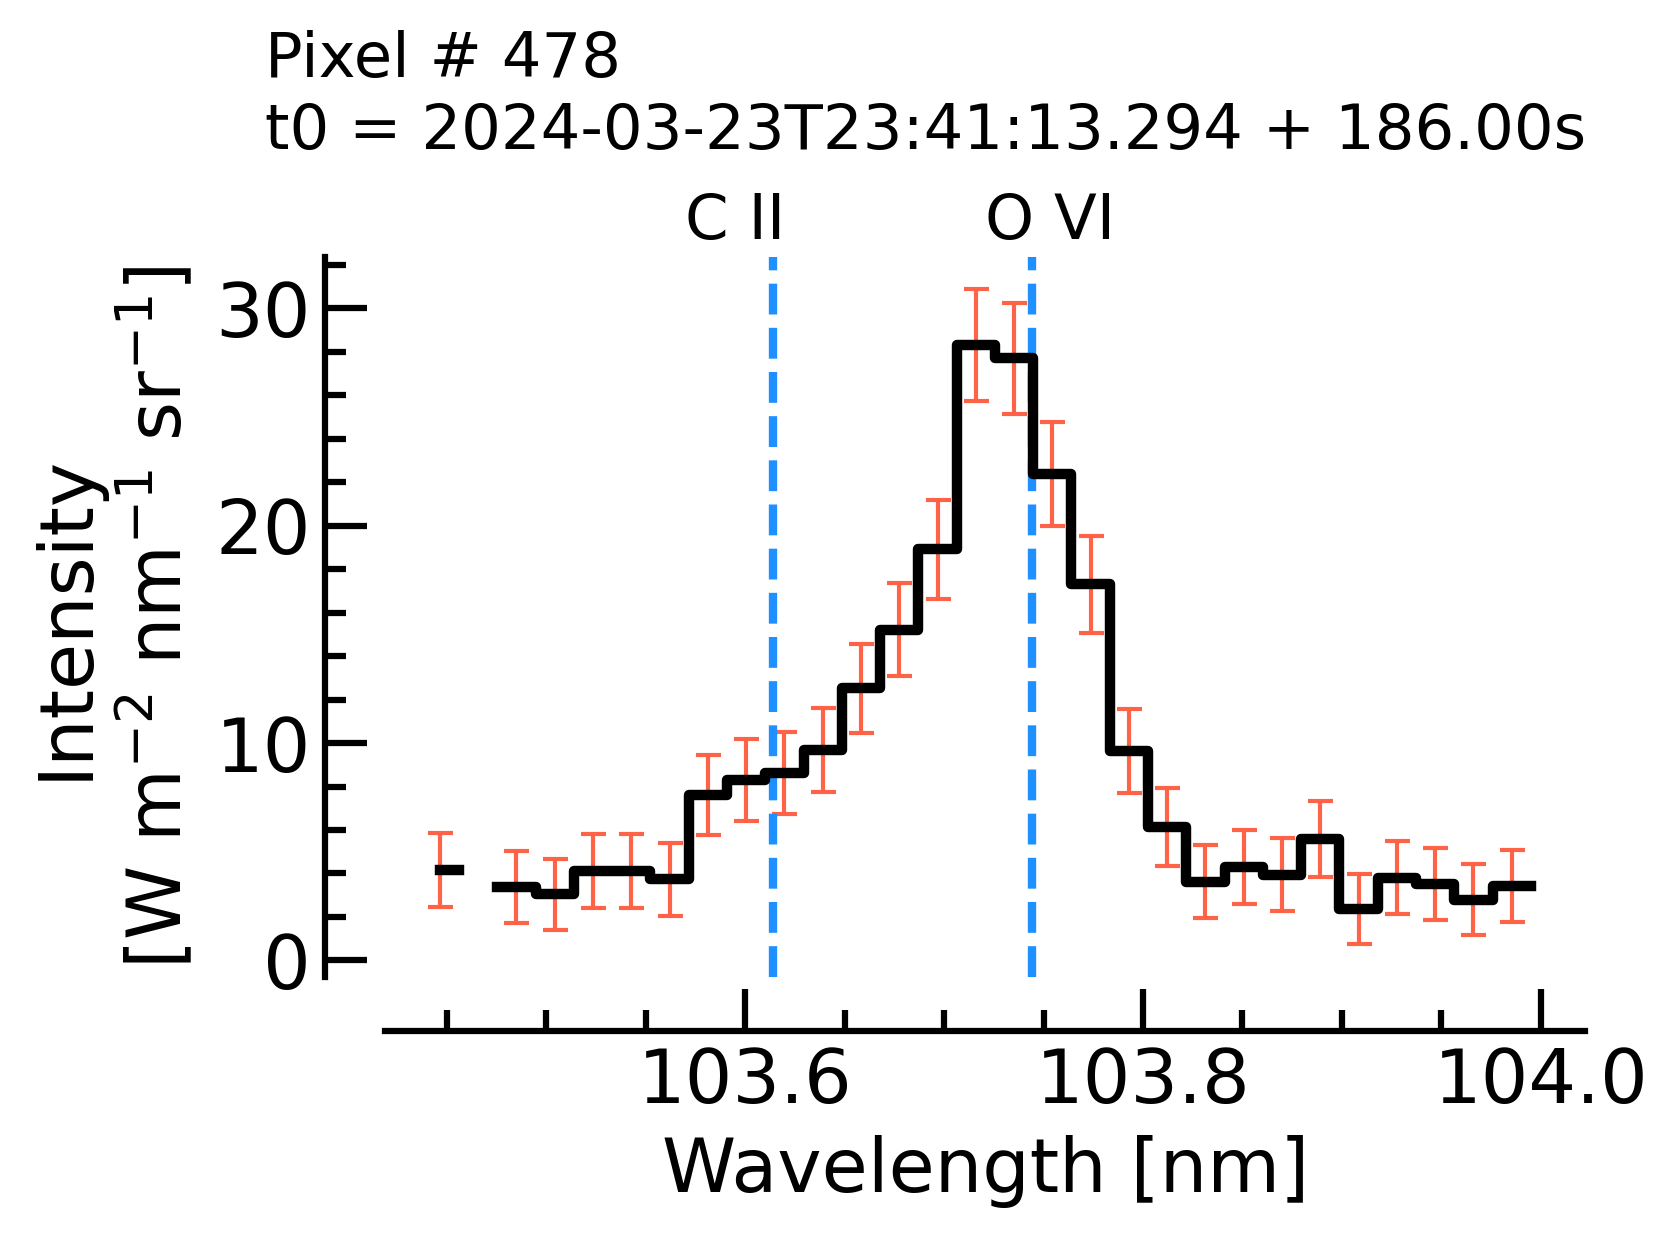 Pixel # 478
t0 = 2024-03-23T23:41:13.294 + 186.00s
C II
O VI
Intensity
[W m⁻² nm⁻¹ sr⁻¹]
30
20
10
0
103.6
103.8
104.0
Wavelength [nm]